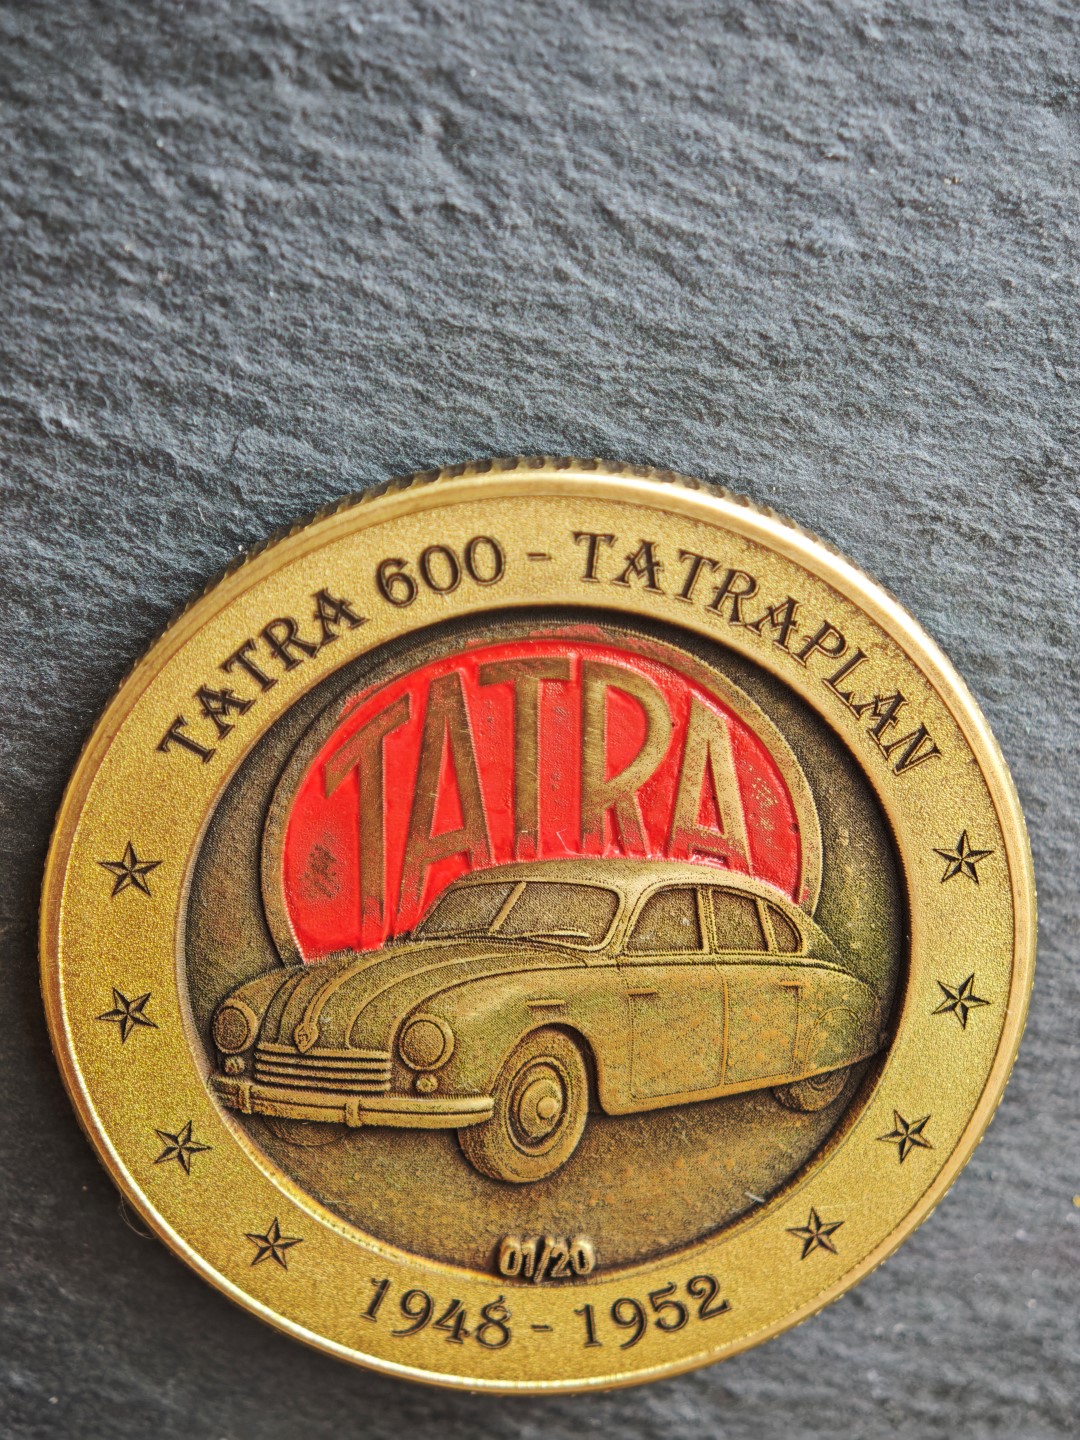 TATRA 600 - TATRAPLAN
TATRA
01/20
1948 - 1952